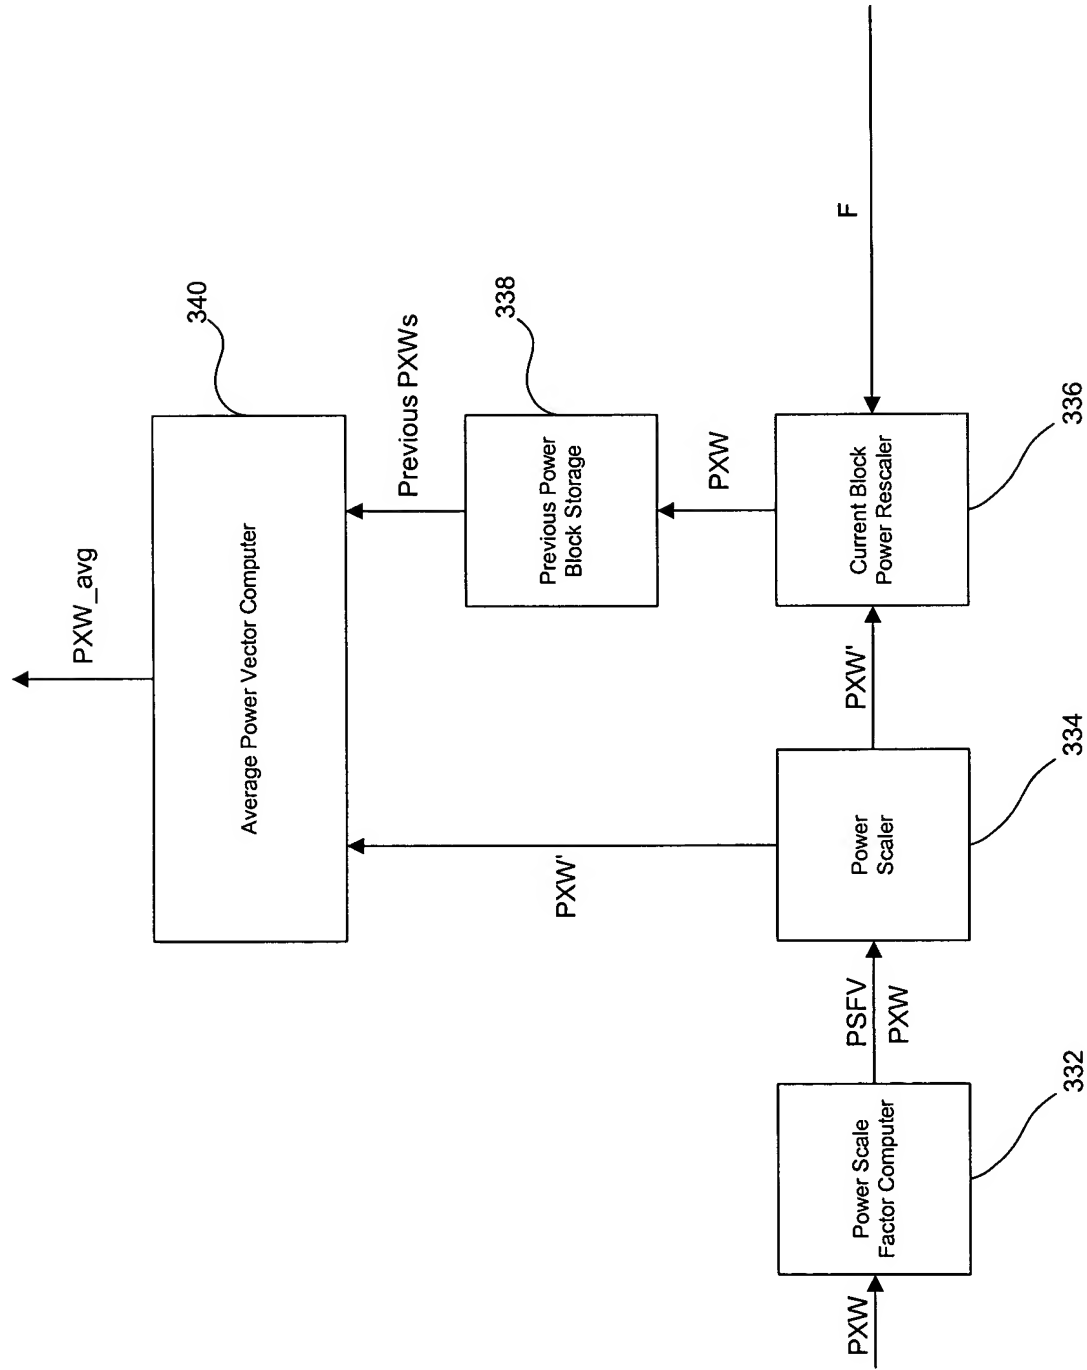 PXW_avg
340
Average Power Vector Computer
Previous PXWs
338
Previous Power
Block Storage
PXW'
PXW
F
PXW
Power Scale
Factor Computer
332
PSFV
PXW
Power
Scaler
334
PXW'
Current Block
Power Rescaler
336